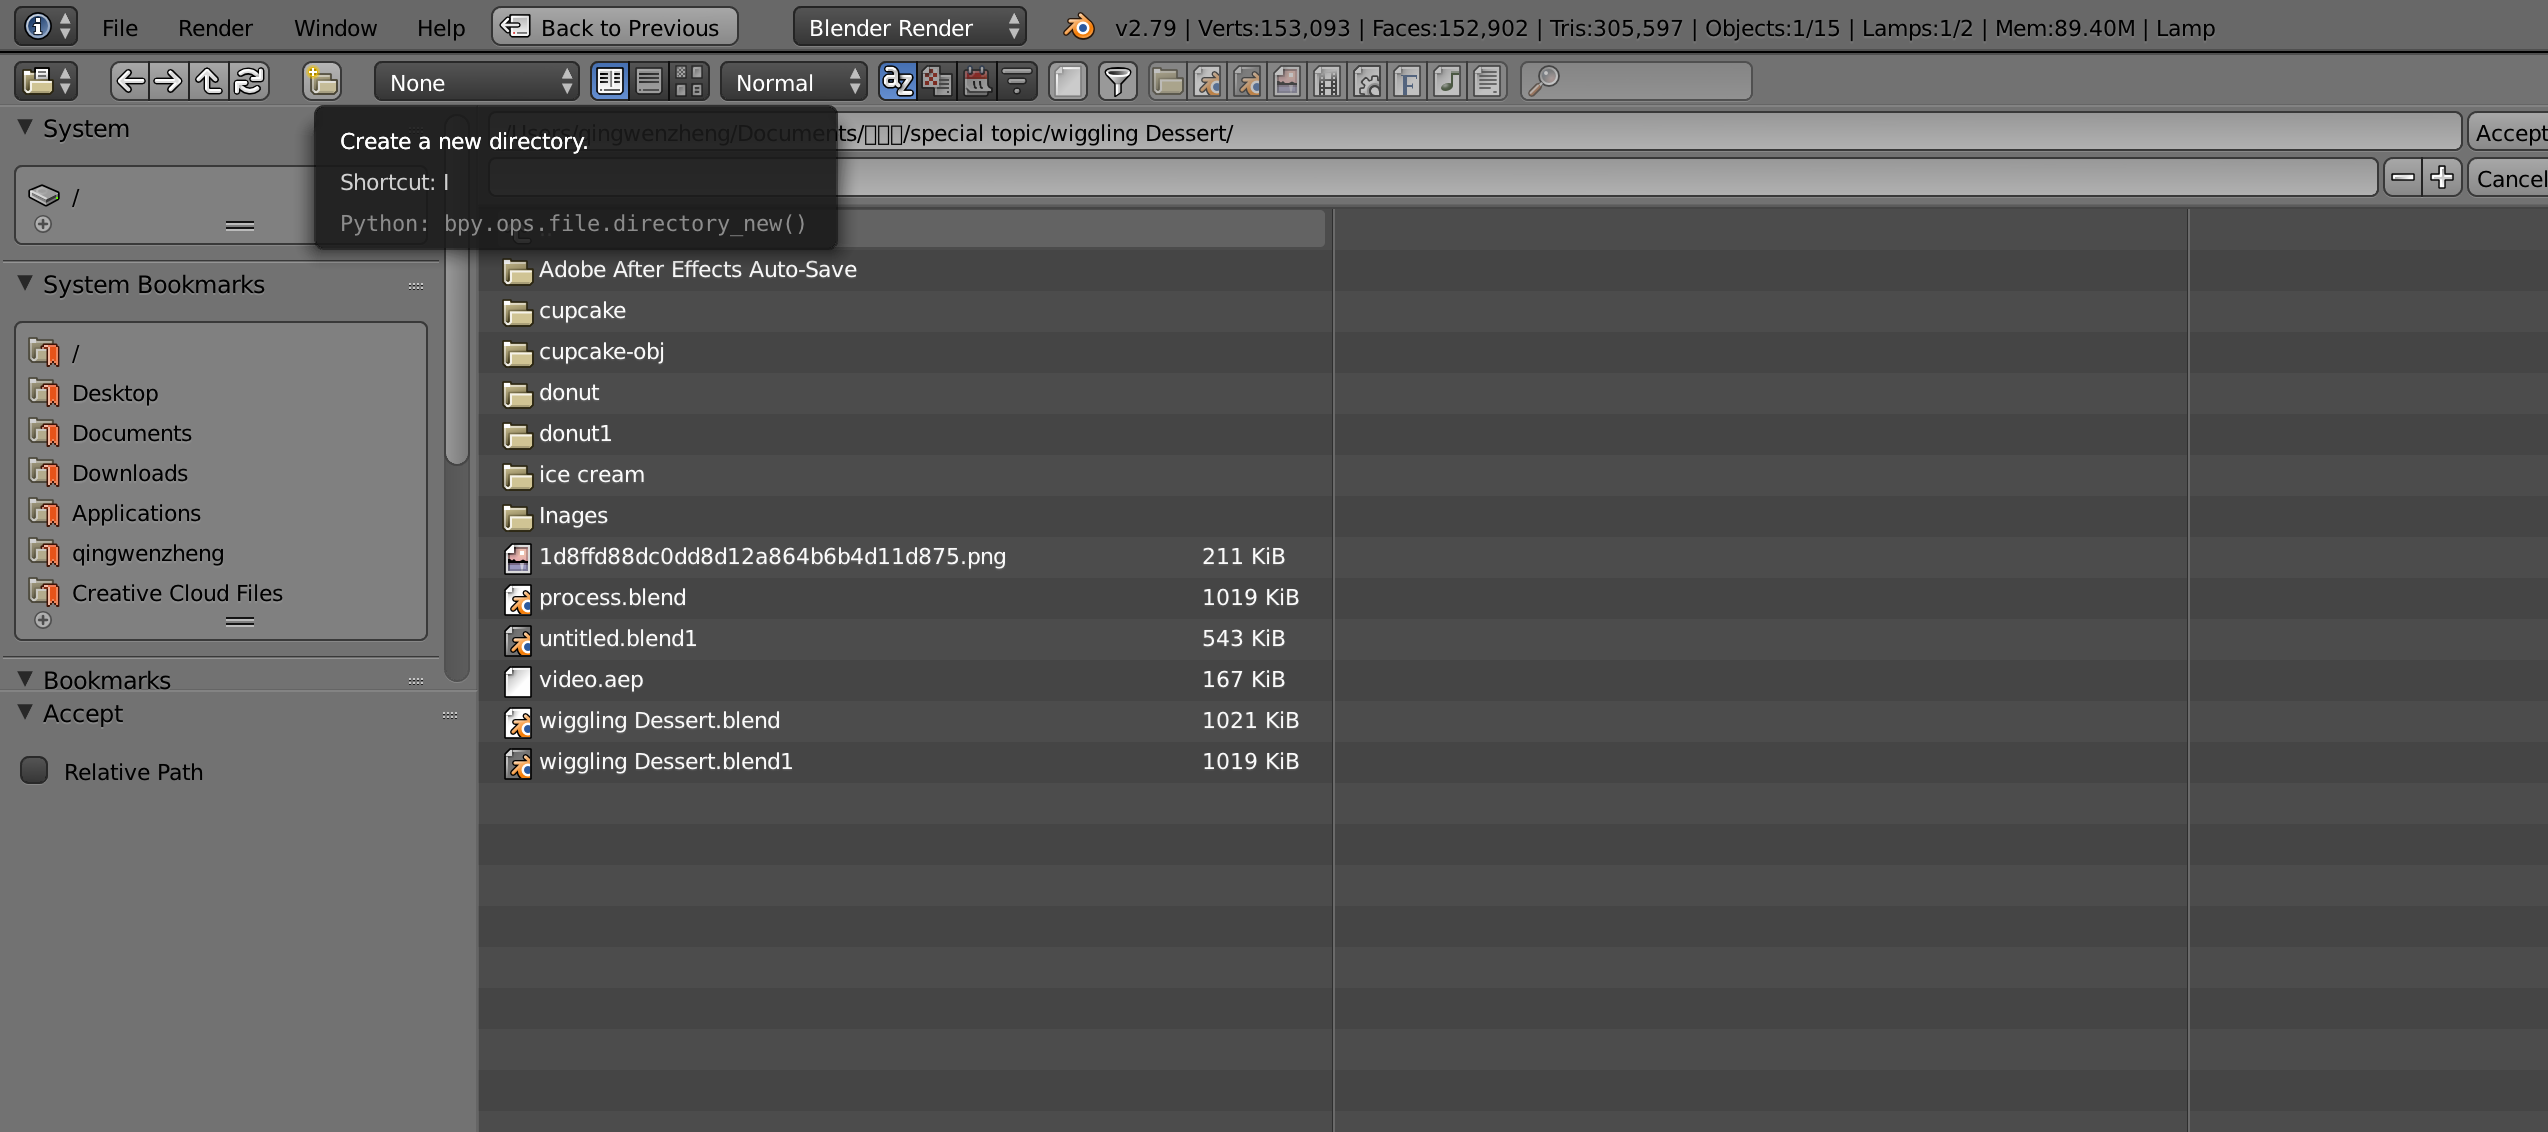 File Render Window Help Back to Previous Blender Render v2.79 | Verts:153,093 | Faces:152,902 | Tris:305,597 | Objects:1/15 | Lamps:1/2 | Mem:89.40M | Lamp
None Normal
System
/Users/qingwenzheng/Documents/▯▯▯/special topic/wiggling Dessert/ Accept
Create a new directory.
Shortcut: I
Python: bpy.ops.file.directory_new()
Cancel
/
System Bookmarks
/
Desktop
Documents
Downloads
Applications
qingwenzheng
Creative Cloud Files
Bookmarks
Accept
Relative Path
Adobe After Effects Auto-Save
cupcake
cupcake-obj
donut
donut1
ice cream
Inages
1d8ffd88dc0dd8d12a864b6b4d11d875.png 211 KiB
process.blend 1019 KiB
untitled.blend1 543 KiB
video.aep 167 KiB
wiggling Dessert.blend 1021 KiB
wiggling Dessert.blend1 1019 KiB